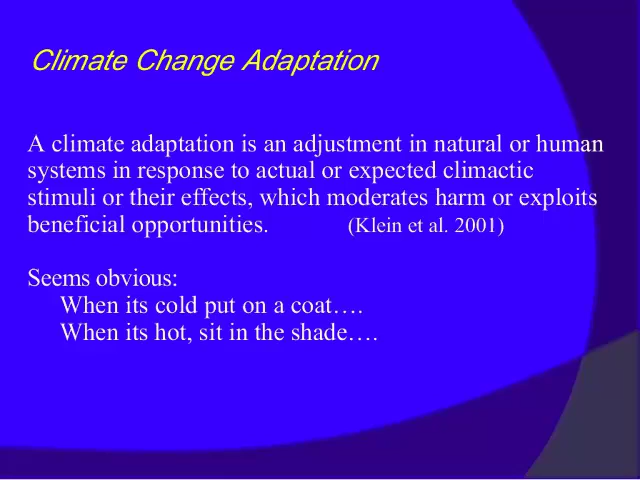 Climate Change Adaptation
A climate adaptation is an adjustment in natural or human
systems in response to actual or expected climactic
stimuli or their effects, which moderates harm or exploits
beneficial opportunities. (Klein et al. 2001)
Seems obvious:
When its cold put on a coat….
When its hot, sit in the shade….